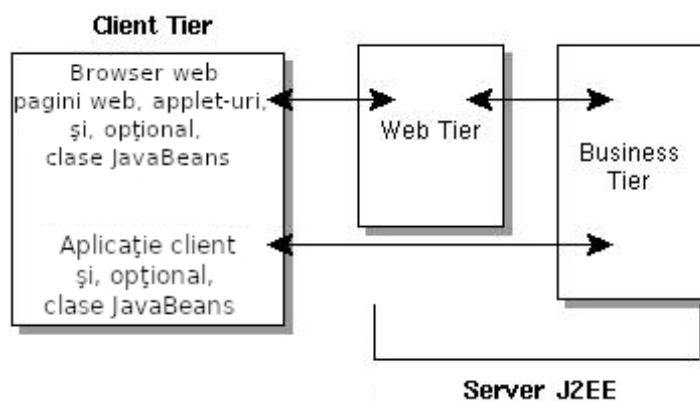 Client Tier
Browser web
pagini web, applet-uri,
şi, opţional,
clase JavaBeans
Aplicaţie client
şi, opţional,
clase JavaBeans
Web Tier
Business
Tier
Server J2EE